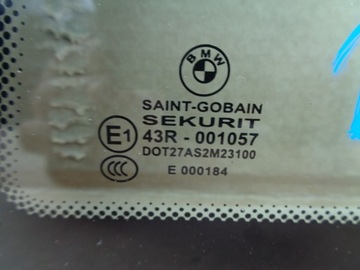 BMW
SAINT-GOBAIN
SEKURIT
E1 43R - 001057
DOT27AS2M23100
CCC E 000184